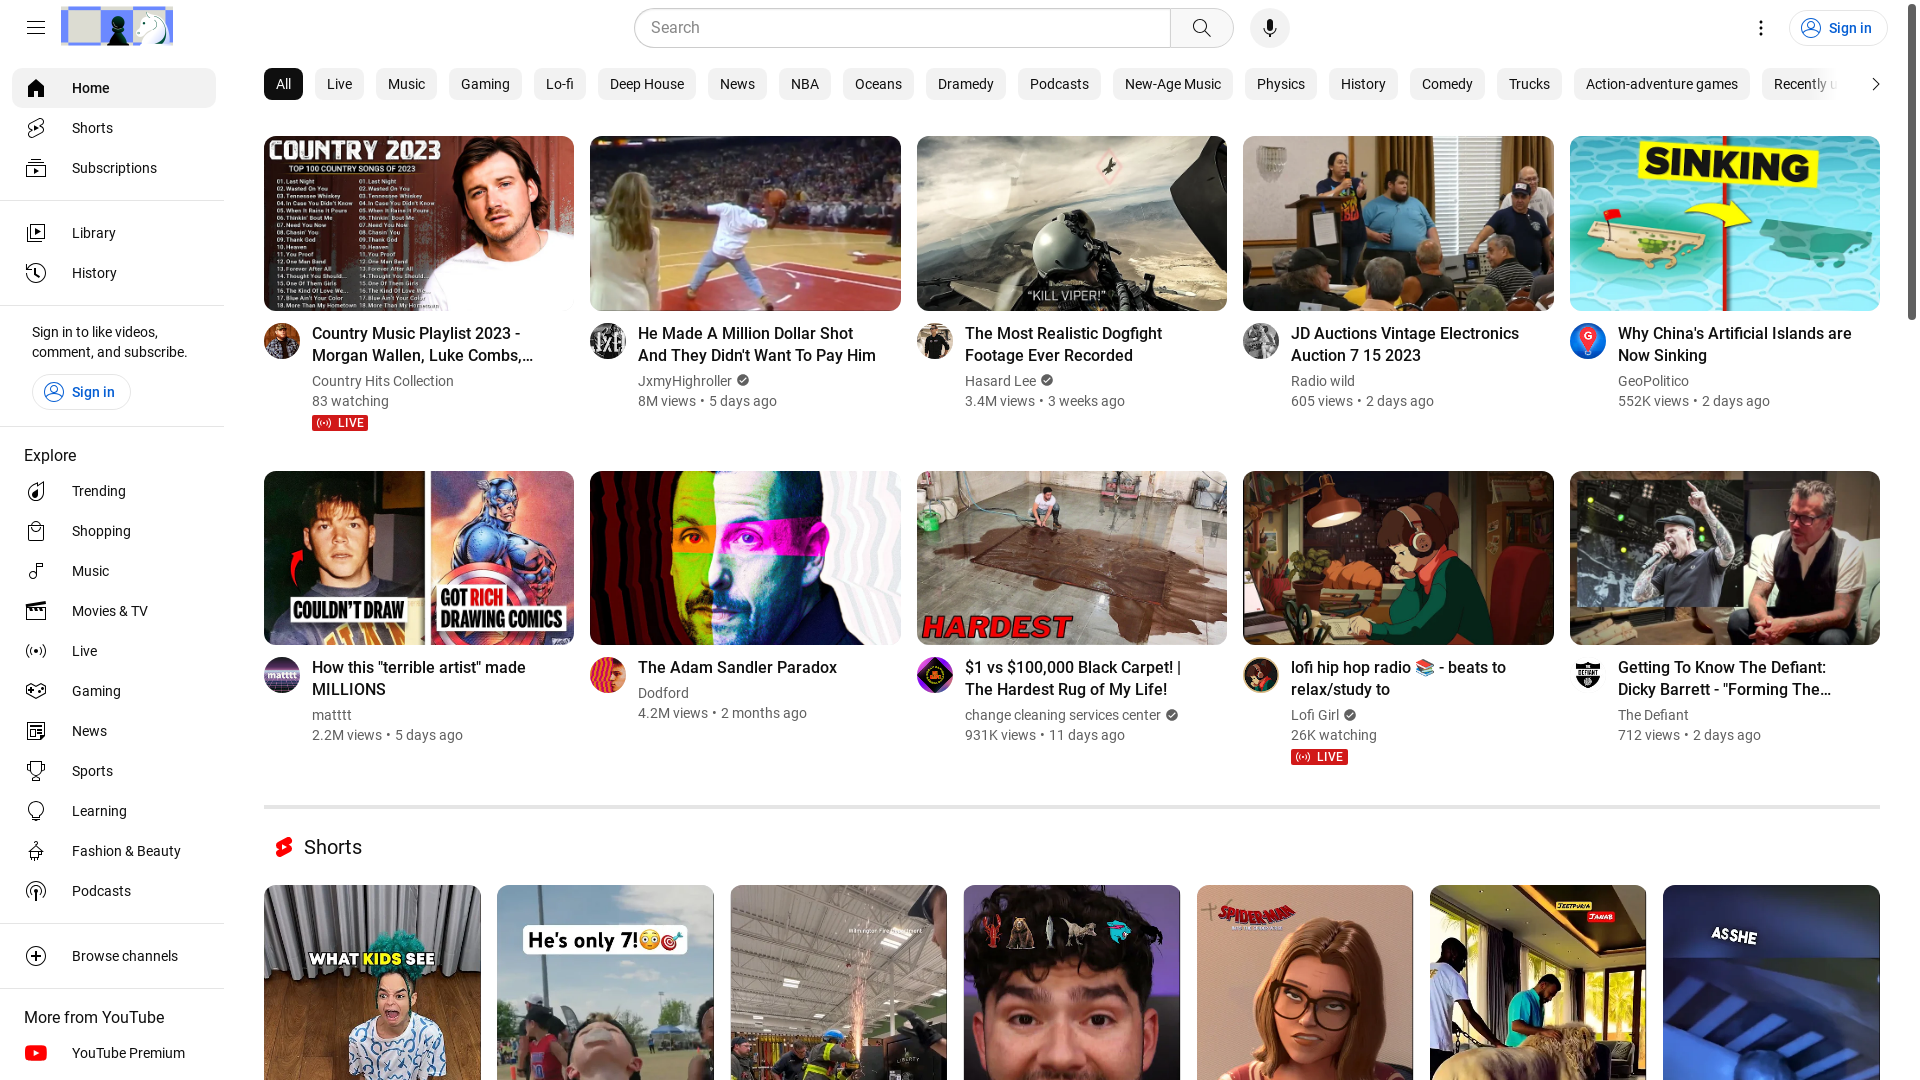 Search
Sign in
Home
Shorts
Subscriptions
Library
History
Sign in to like videos,
comment, and subscribe.
Sign in
Explore
Trending
Shopping
Music
Movies & TV
Live
Gaming
News
Sports
Learning
Fashion & Beauty
Podcasts
Browse channels
More from YouTube
YouTube Premium
All
Live
Music
Gaming
Lo-fi
Deep House
News
NBA
Oceans
Dramedy
Podcasts
New-Age Music
Physics
History
Comedy
Trucks
Action-adventure games
Recently u
COUNTRY 2023
TOP 100 COUNTRY SONGS OF 2023
Country Music Playlist 2023 -
Morgan Wallen, Luke Combs,...
Country Hits Collection
83 watching
LIVE
He Made A Million Dollar Shot
And They Didn't Want To Pay Him
JxmyHighroller
8M views • 5 days ago
"KILL VIPER!"
The Most Realistic Dogfight
Footage Ever Recorded
Hasard Lee
3.4M views • 3 weeks ago
JD Auctions Vintage Electronics
Auction 7 15 2023
Radio wild
605 views • 2 days ago
SINKING
G
Why China's Artificial Islands are
Now Sinking
GeoPolitico
552K views • 2 days ago
COULDN'T DRAW
GOT RICH
DRAWING COMICS
matttt
How this "terrible artist" made
MILLIONS
matttt
2.2M views • 5 days ago
The Adam Sandler Paradox
Dodford
4.2M views • 2 months ago
HARDEST
$1 vs $100,000 Black Carpet! |
The Hardest Rug of My Life!
change cleaning services center
931K views • 11 days ago
lofi hip hop radio 📚 - beats to
relax/study to
Lofi Girl
26K watching
LIVE
DEFIANT
Getting To Know The Defiant:
Dicky Barrett - "Forming The...
The Defiant
712 views • 2 days ago
Shorts
WHAT KIDS SEE
He's only 7!😳🎯
Wilmington Fire Department
LIBERTY
SPIDER-MAN
JEETPURIA
JANAB
ASSHE